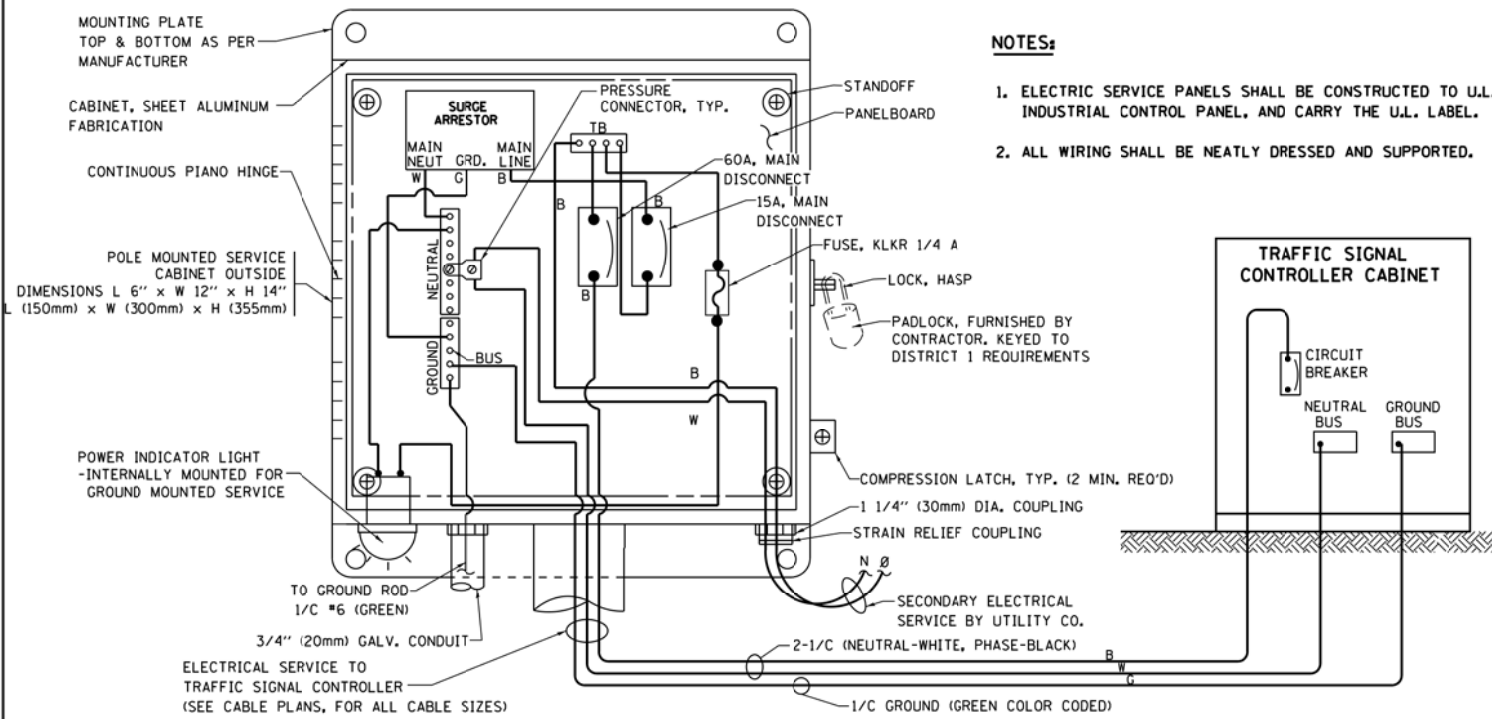 MOUNTING PLATE
TOP & BOTTOM AS PER
MANUFACTURER
CABINET, SHEET ALUMINUM
FABRICATION
CONTINUOUS PIANO HINGE
POLE MOUNTED SERVICE
CABINET OUTSIDE
DIMENSIONS L 6" x W 12" x H 14"
L (150mm) x W (300mm) x H (355mm)
POWER INDICATOR LIGHT
-INTERNALLY MOUNTED FOR
GROUND MOUNTED SERVICE
SURGE
ARRESTOR
MAIN
NEUT
GRD.
MAIN
LINE
W
G
B
PRESSURE
CONNECTOR, TYP.
TB
STANDOFF
PANELBOARD
60A, MAIN
DISCONNECT
15A, MAIN
DISCONNECT
B
B
B
NEUTRAL
GROUND
BUS
FUSE, KLKR 1/4 A
LOCK, HASP
PADLOCK, FURNISHED BY
CONTRACTOR. KEYED TO
DISTRICT 1 REQUIREMENTS
B
W
COMPRESSION LATCH, TYP. (2 MIN. REQ'D)
1 1/4" (30mm) DIA. COUPLING
STRAIN RELIEF COUPLING
N Ø
SECONDARY ELECTRICAL
SERVICE BY UTILITY CO.
TO GROUND ROD
1/C #6 (GREEN)
3/4" (20mm) GALV. CONDUIT
ELECTRICAL SERVICE TO
TRAFFIC SIGNAL CONTROLLER
(SEE CABLE PLANS, FOR ALL CABLE SIZES)
2-1/C (NEUTRAL-WHITE, PHASE-BLACK)
B
W
G
1/C GROUND (GREEN COLOR CODED)
NOTES:
1. ELECTRIC SERVICE PANELS SHALL BE CONSTRUCTED TO U.L.
INDUSTRIAL CONTROL PANEL, AND CARRY THE U.L. LABEL.
2. ALL WIRING SHALL BE NEATLY DRESSED AND SUPPORTED.
TRAFFIC SIGNAL
CONTROLLER CABINET
CIRCUIT
BREAKER
NEUTRAL
BUS
GROUND
BUS